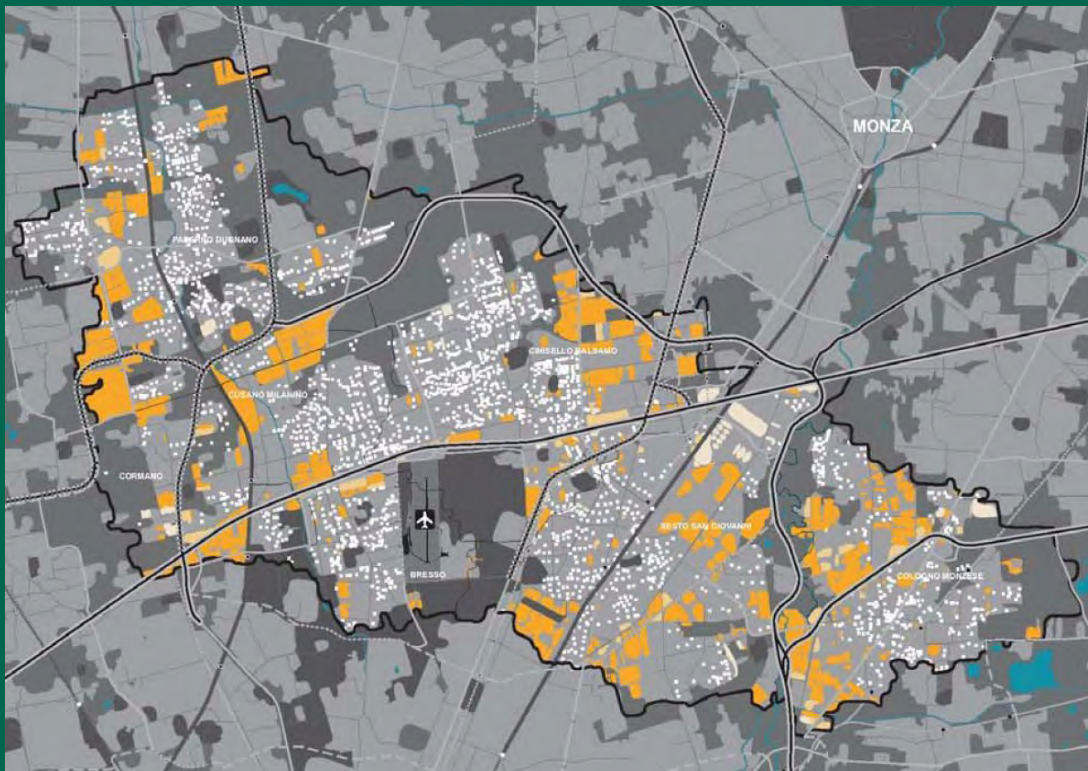 MONZA
PADERNO DUGNANO
CINISELLO BALSAMO
CUSANO MILANINO
CORMANO
SESTO SAN GIOVANNI
BRESSO
COLOGNO MONZESE